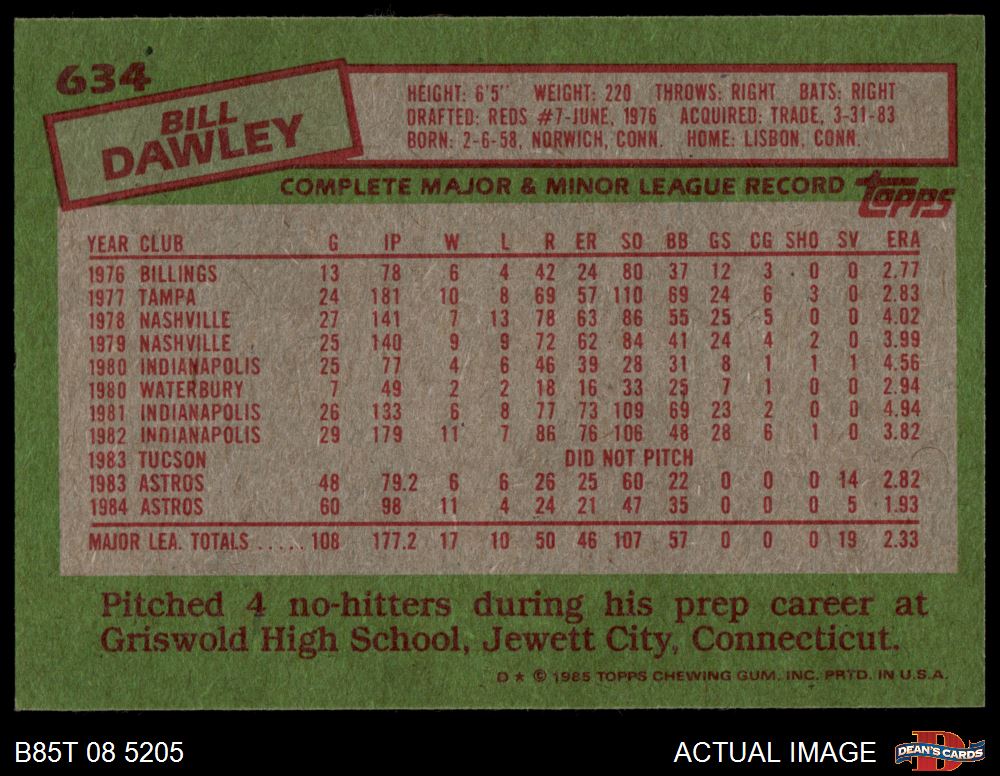 634
BILL
DAWLEY
HEIGHT: 6'5" WEIGHT: 220 THROWS: RIGHT BATS: RIGHT
DRAFTED: REDS #7-JUNE, 1976 ACQUIRED: TRADE, 3-31-83
BORN: 2-6-58, NORWICH, CONN. HOME: LISBON, CONN.
COMPLETE MAJOR & MINOR LEAGUE RECORD
TOPPS
YEAR CLUB G IP W L R ER SO BB GS CG SHO SV ERA
1976 BILLINGS 13 78 6 4 42 24 80 37 12 3 0 0 2.77
1977 TAMPA 24 181 10 8 69 57 110 69 24 6 3 0 2.83
1978 NASHVILLE 27 141 7 13 78 63 86 55 25 5 0 0 4.02
1979 NASHVILLE 25 140 9 9 72 62 84 41 24 4 2 0 3.99
1980 INDIANAPOLIS 25 77 4 6 46 39 28 31 8 1 1 1 4.56
1980 WATERBURY 7 49 2 2 18 16 33 25 7 1 0 0 2.94
1981 INDIANAPOLIS 26 133 6 8 77 73 109 69 23 2 0 0 4.94
1982 INDIANAPOLIS 29 179 11 7 86 76 106 48 28 6 1 0 3.82
1983 TUCSON DID NOT PITCH
1983 ASTROS 48 79.2 6 6 26 25 60 22 0 0 0 14 2.82
1984 ASTROS 60 98 11 4 24 21 47 35 0 0 0 5 1.93
MAJOR LEA. TOTALS ..... 108 177.2 17 10 50 46 107 57 0 0 0 19 2.33
Pitched 4 no-hitters during his prep career at
Griswold High School, Jewett City, Connecticut.
D * © 1985 TOPPS CHEWING GUM, INC. PRTD. IN U.S.A.
B85T 08 5205
ACTUAL IMAGE
DEAN'S CARDS